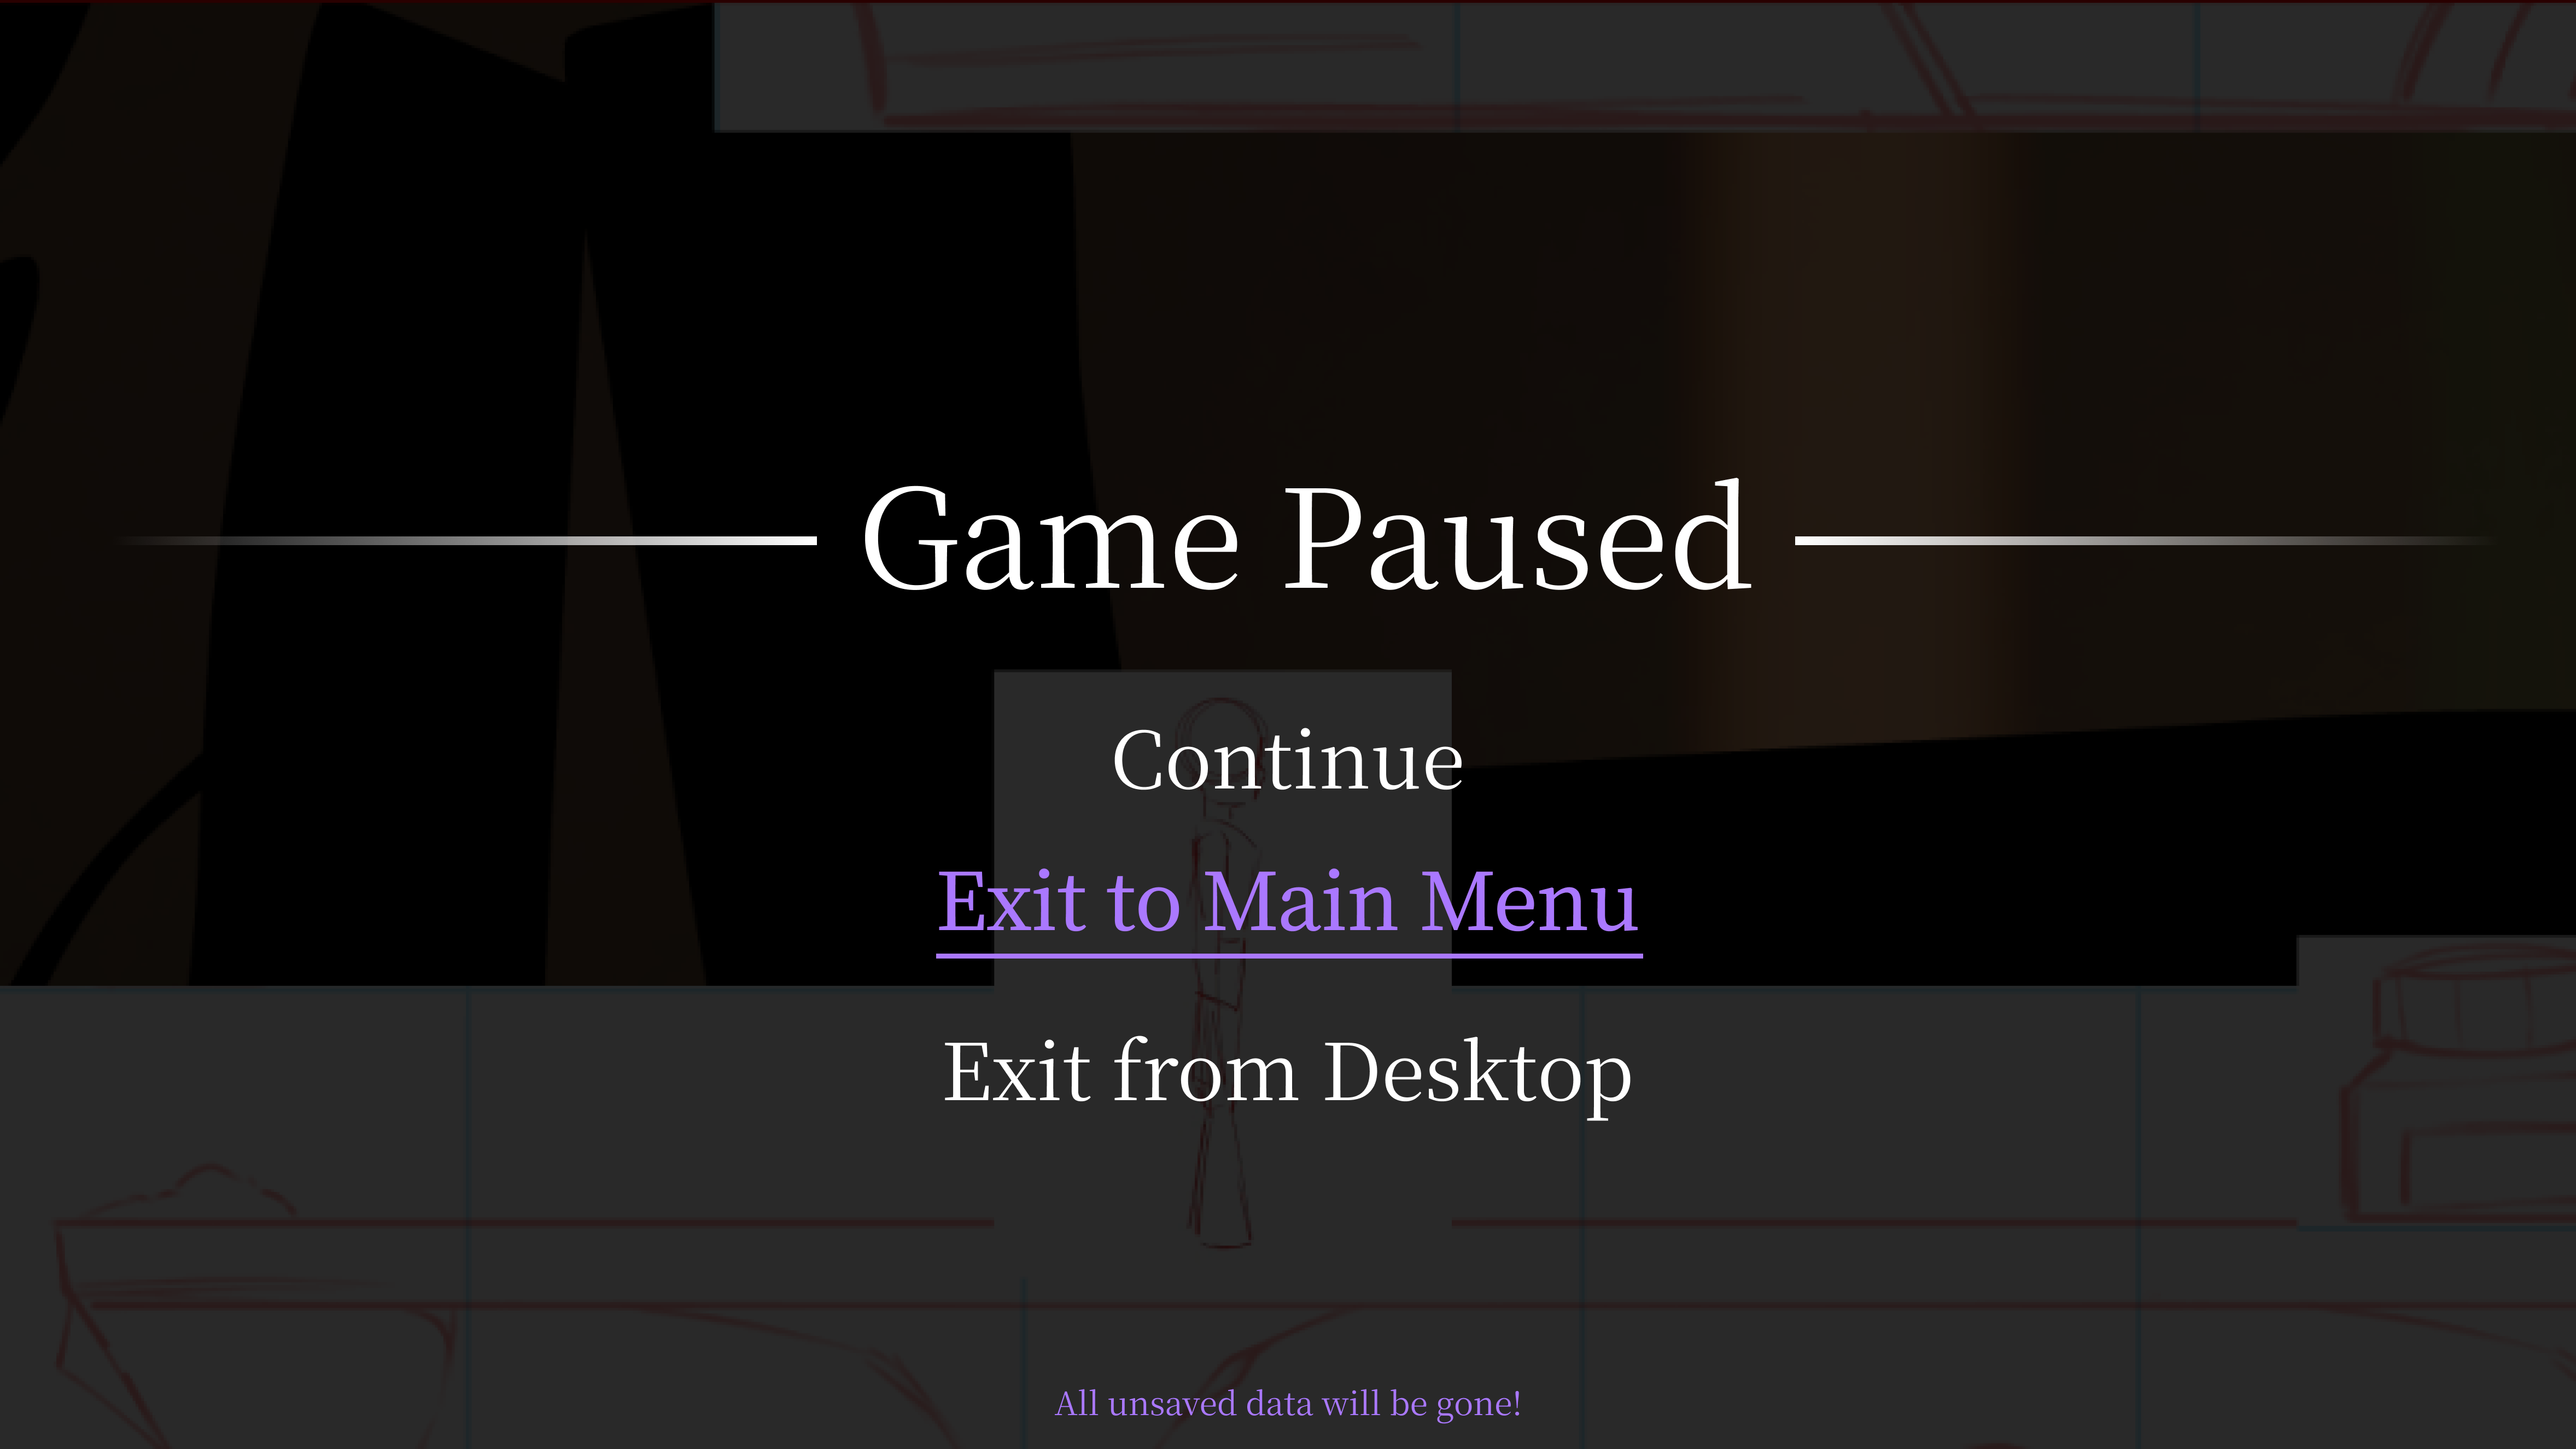 Game Paused
Continue
Exit to Main Menu
Exit from Desktop
All unsaved data will be gone!